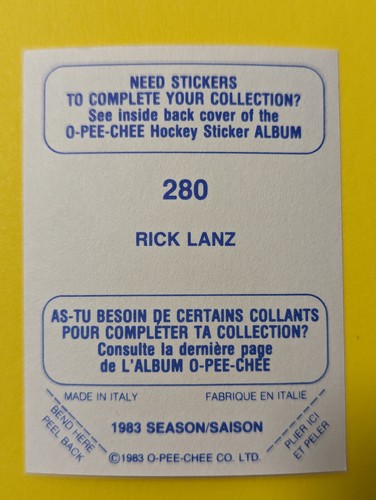 NEED STICKERS
TO COMPLETE YOUR COLLECTION?
See inside back cover of the
O-PEE-CHEE Hockey Sticker ALBUM
280
RICK LANZ
AS-TU BESOIN DE CERTAINS COLLANTS
POUR COMPLÉTER TA COLLECTION?
Consulte la dernière page
de L'ALBUM O-PEE-CHEE
MADE IN ITALY FABRIQUE EN ITALIE
BEND HERE
PEEL BACK
1983 SEASON/SAISON
PLIER ICI
ET PELER
©1983 O-PEE-CHEE CO. LTD.